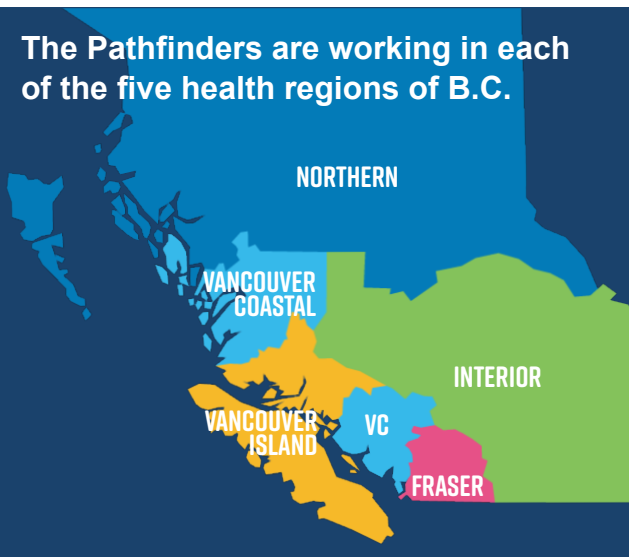 The Pathfinders are working in each
of the five health regions of B.C.
NORTHERN
VANCOUVER
COASTAL
INTERIOR
VANCOUVER
ISLAND
VC
FRASER